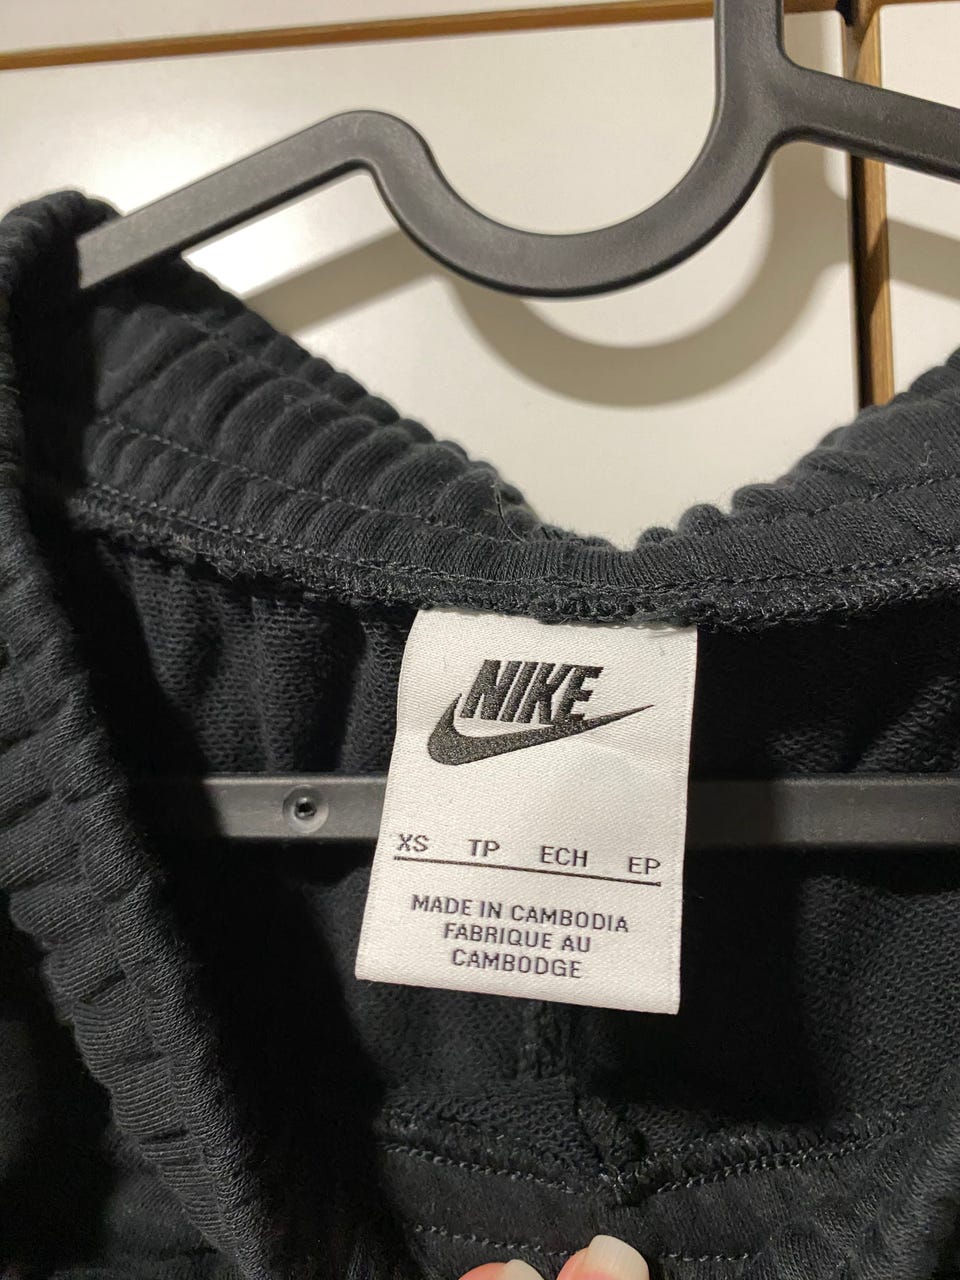 NIKE
XS TP ECH EP
MADE IN CAMBODIA
FABRIQUE AU
CAMBODGE